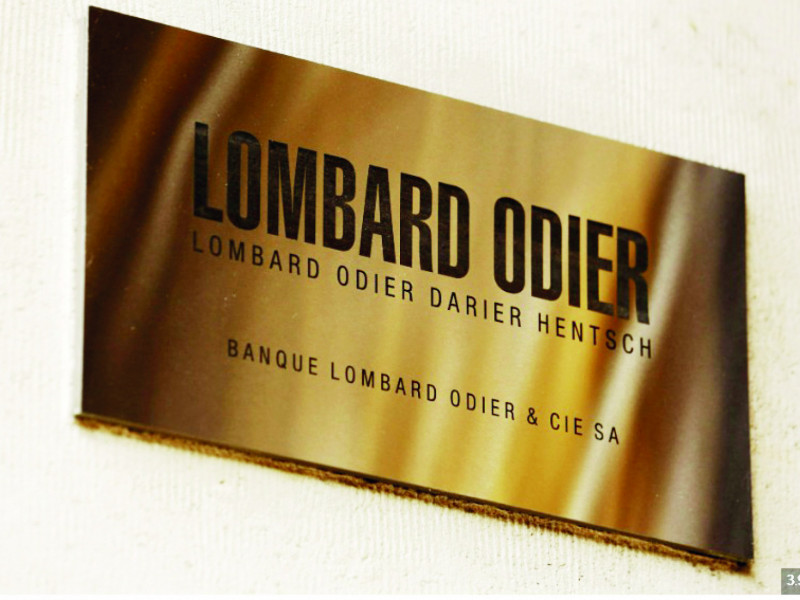 LOMBARD ODIER
LOMBARD ODIER DARIER HENTSCH
BANQUE LOMBARD ODIER & CIE SA